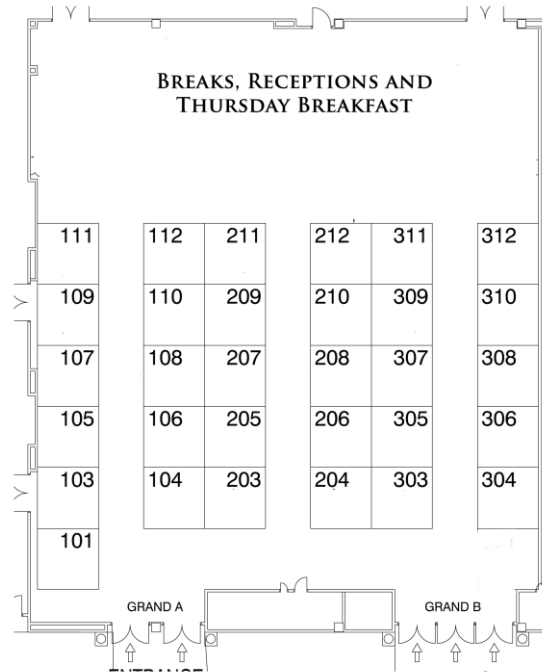 BREAKS, RECEPTIONS AND
THURSDAY BREAKFAST
111 112 211 212 311 312
109 110 209 210 309 310
107 108 207 208 307 308
105 106 205 206 305 306
103 104 203 204 303 304
101
GRAND A GRAND B
ENTRANCE